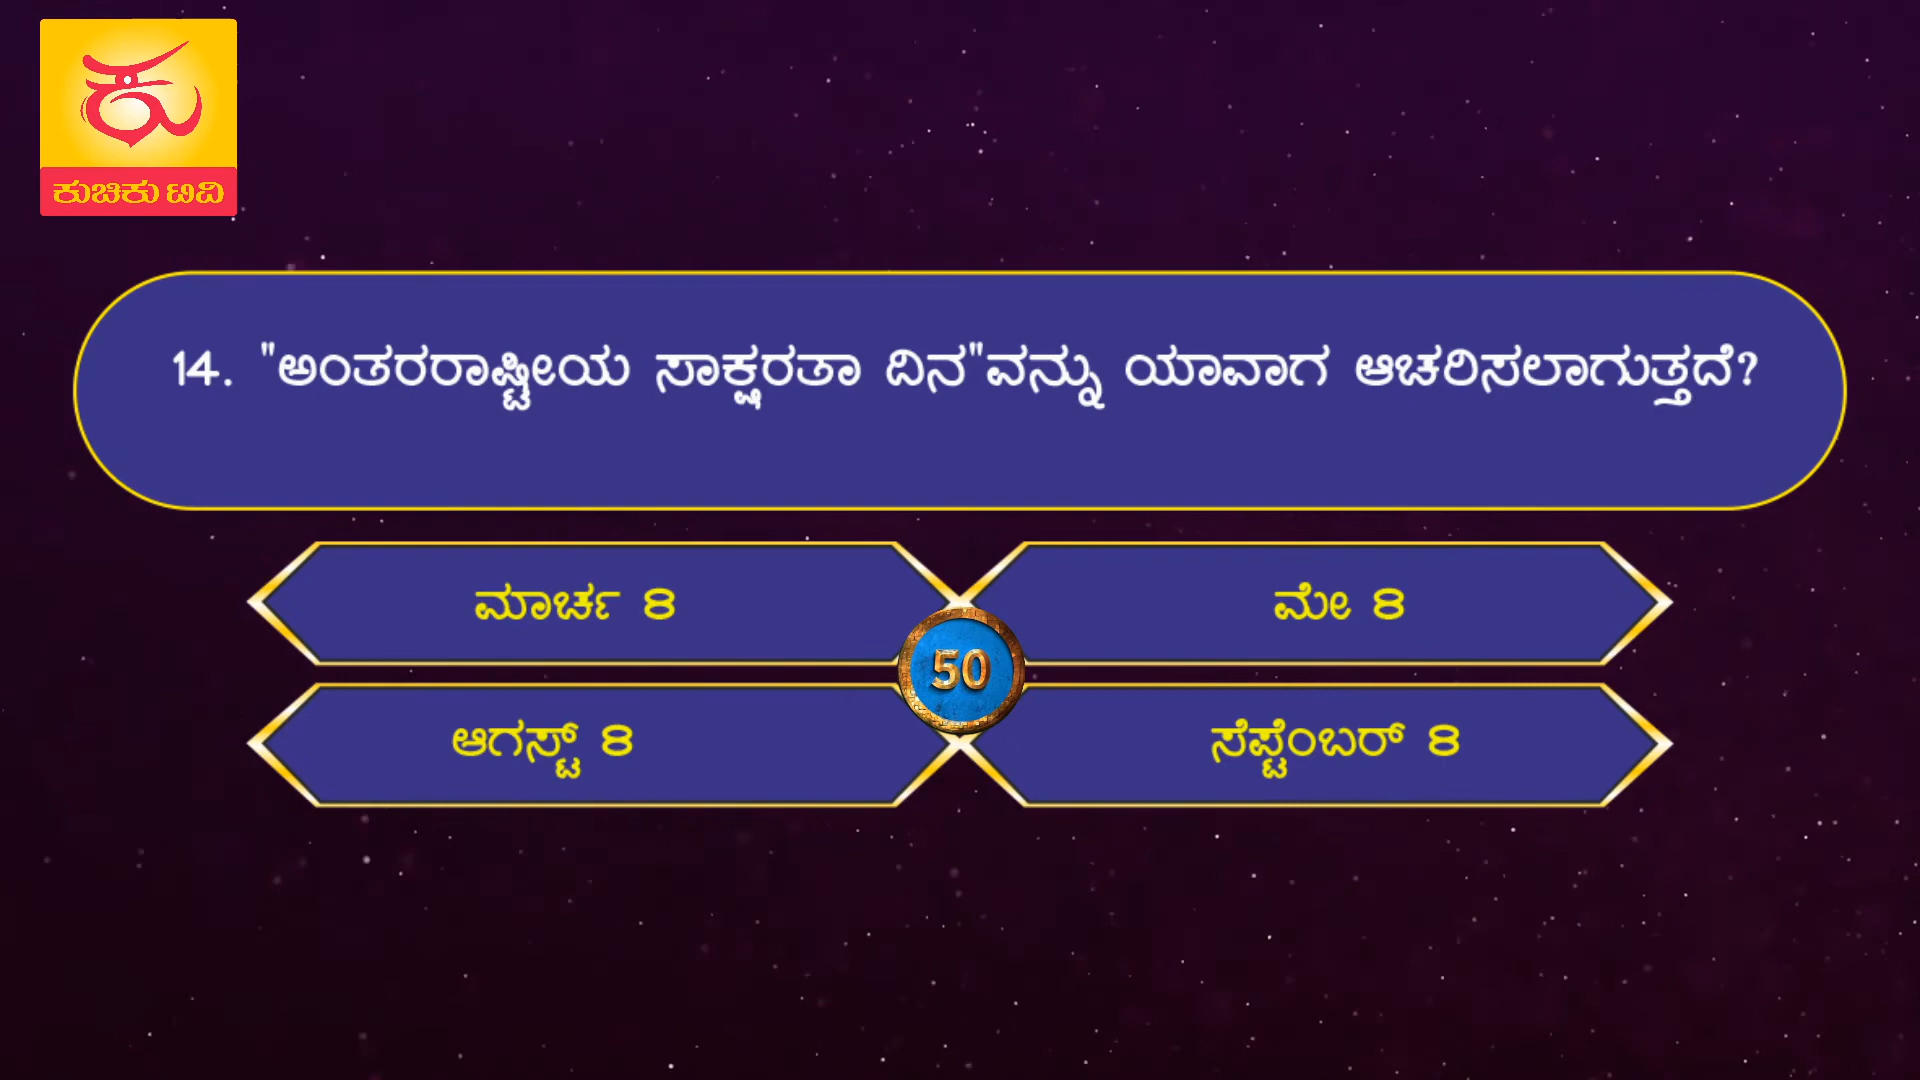 ಕು
ಕುಚಿಕು ಟಿವಿ
14. "ಅಂತರರಾಷ್ಟ್ರೀಯ ಸಾಕ್ಷರತಾ ದಿನ"ವನ್ನು ಯಾವಾಗ ಆಚರಿಸಲಾಗುತ್ತದೆ?
ಮಾರ್ಚ 8
ಮೇ 8
50
ಆಗಸ್ಟ್ 8
ಸೆಪ್ಟೆಂಬರ್ 8